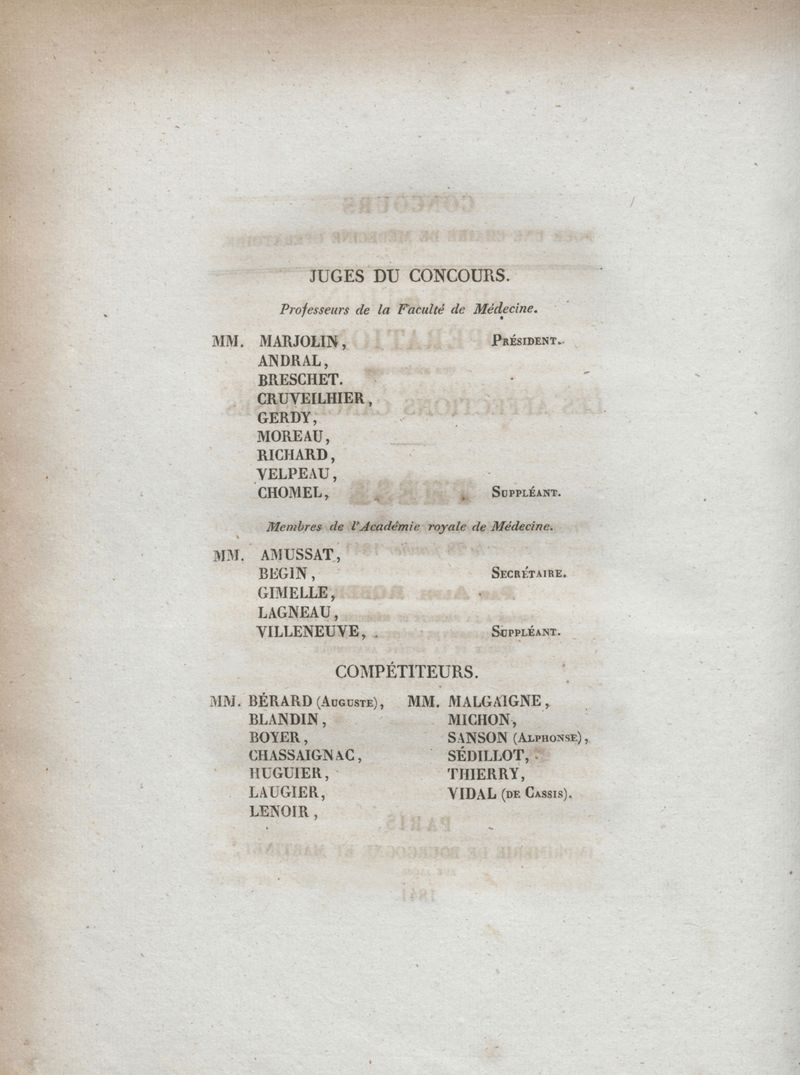 JUGES DU CONCOURS.
Professeurs de la Faculté de Médecine.
MM. MARJOLIN, PRÉSIDENT.
ANDRAL,
BRESCHET.
CRUVEILHIER,
GERDY,
MOREAU,
RICHARD,
VELPEAU,
CHOMEL, SUPPLÉANT.
Membres de l'Académie royale de Médecine.
MM. AMUSSAT,
BEGIN, SECRÉTAIRE.
GIMELLE,
LAGNEAU,
VILLENEUVE, SUPPLÉANT.
COMPÉTITEURS.
MM. BÉRARD (AUGUSTE),
BLANDIN,
BOYER,
CHASSAIGNAC,
HUGUIER,
LAUGIER,
LENOIR,
MM. MALGAIGNE,
MICHON,
SANSON (ALPHONSE),
SÉDILLOT,
THIERRY,
VIDAL (DE CASSIS).